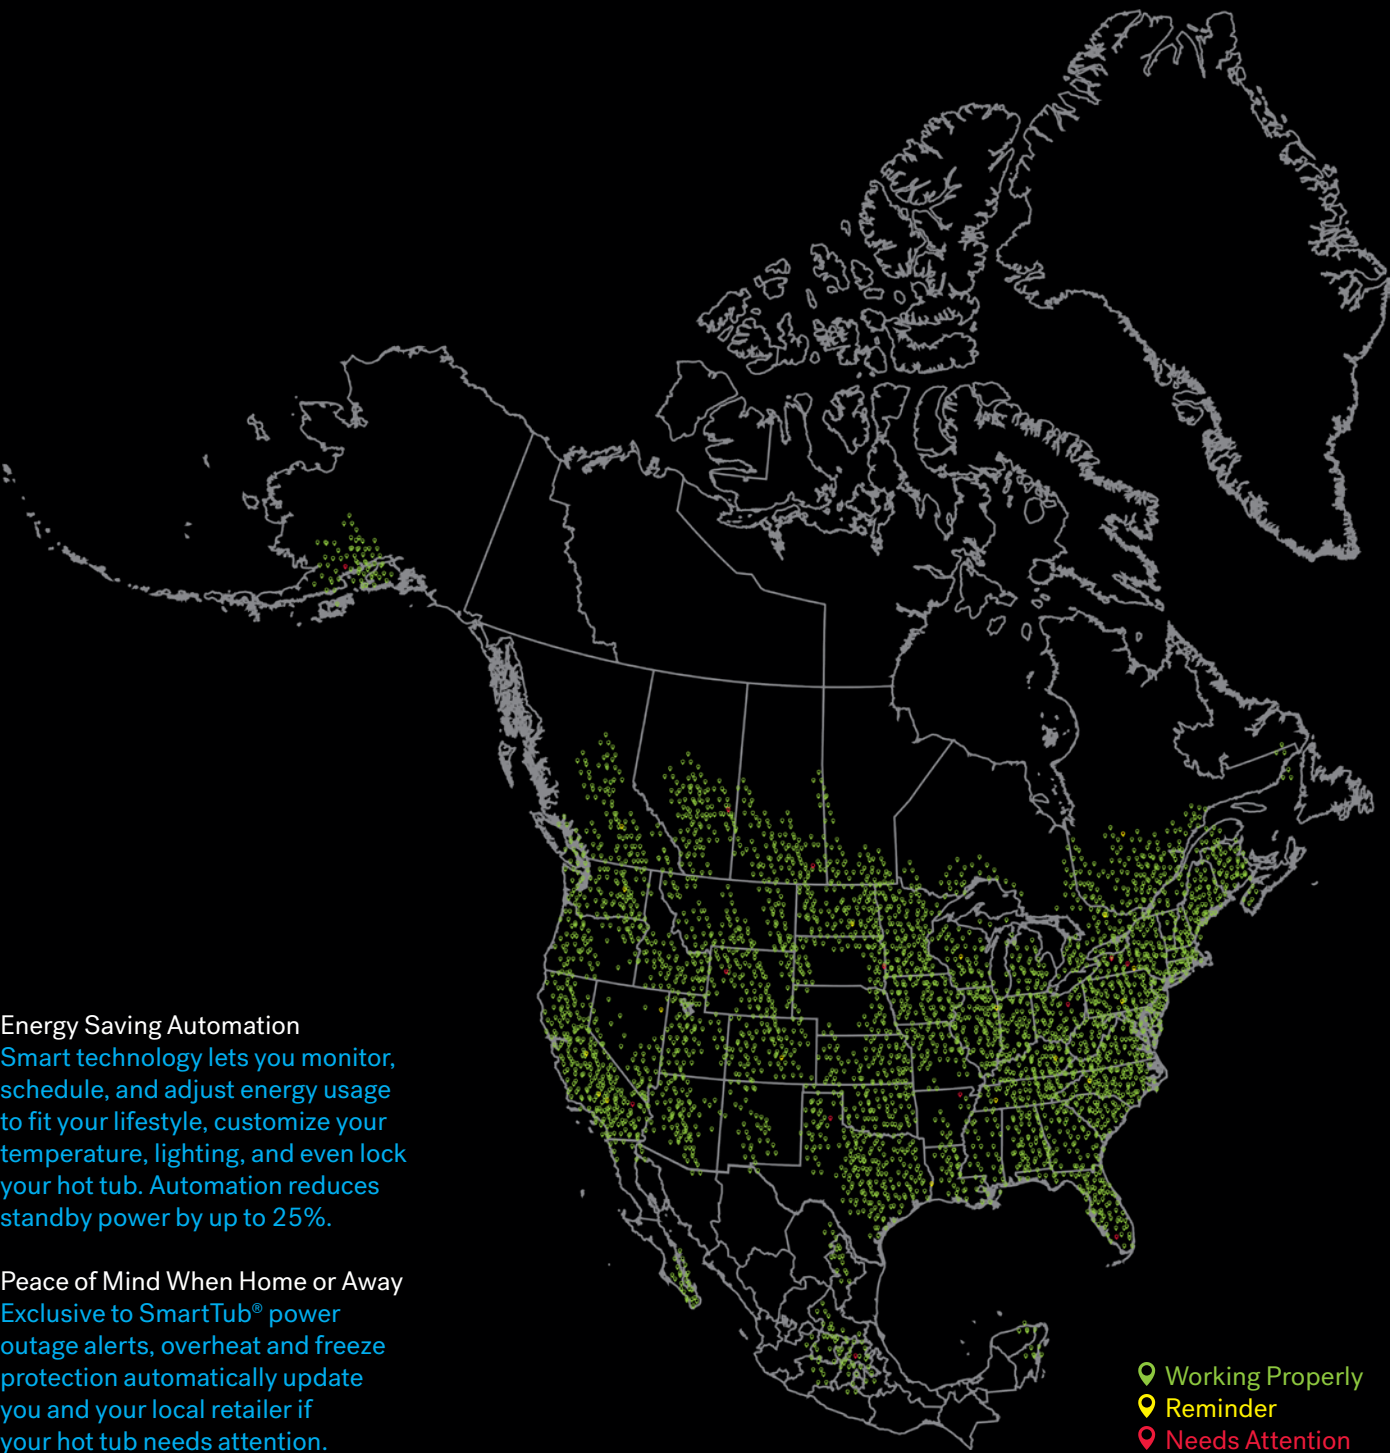 Energy Saving Automation
Smart technology lets you monitor,
schedule, and adjust energy usage
to fit your lifestyle, customize your
temperature, lighting, and even lock
your hot tub. Automation reduces
standby power by up to 25%.
Peace of Mind When Home or Away
Exclusive to SmartTub® power
outage alerts, overheat and freeze
protection automatically update
you and your local retailer if
your hot tub needs attention.
Working Properly
Reminder
Needs Attention